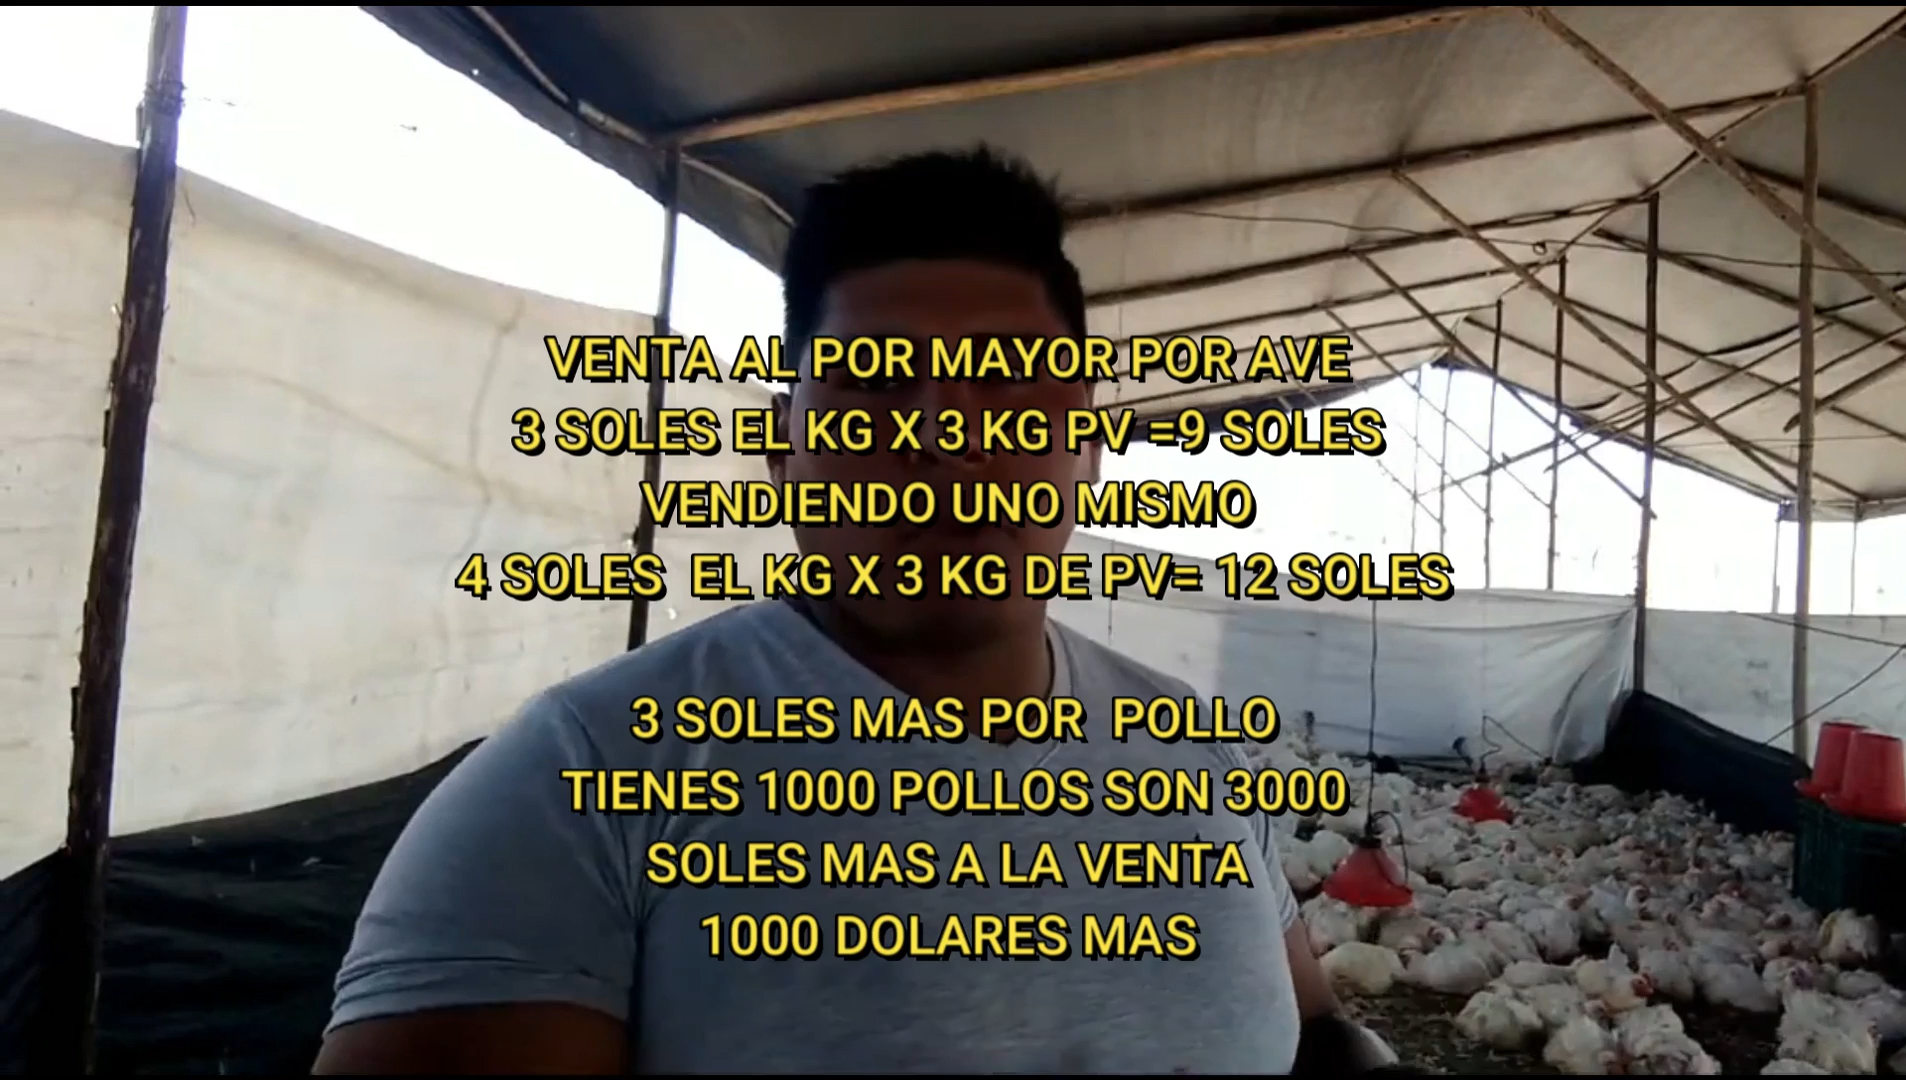 VENTA AL POR MAYOR POR AVE
3 SOLES EL KG X 3 KG PV =9 SOLES
VENDIENDO UNO MISMO
4 SOLES EL KG X 3 KG DE PV= 12 SOLES
3 SOLES MAS POR POLLO
TIENES 1000 POLLOS SON 3000
SOLES MAS A LA VENTA
1000 DOLARES MAS